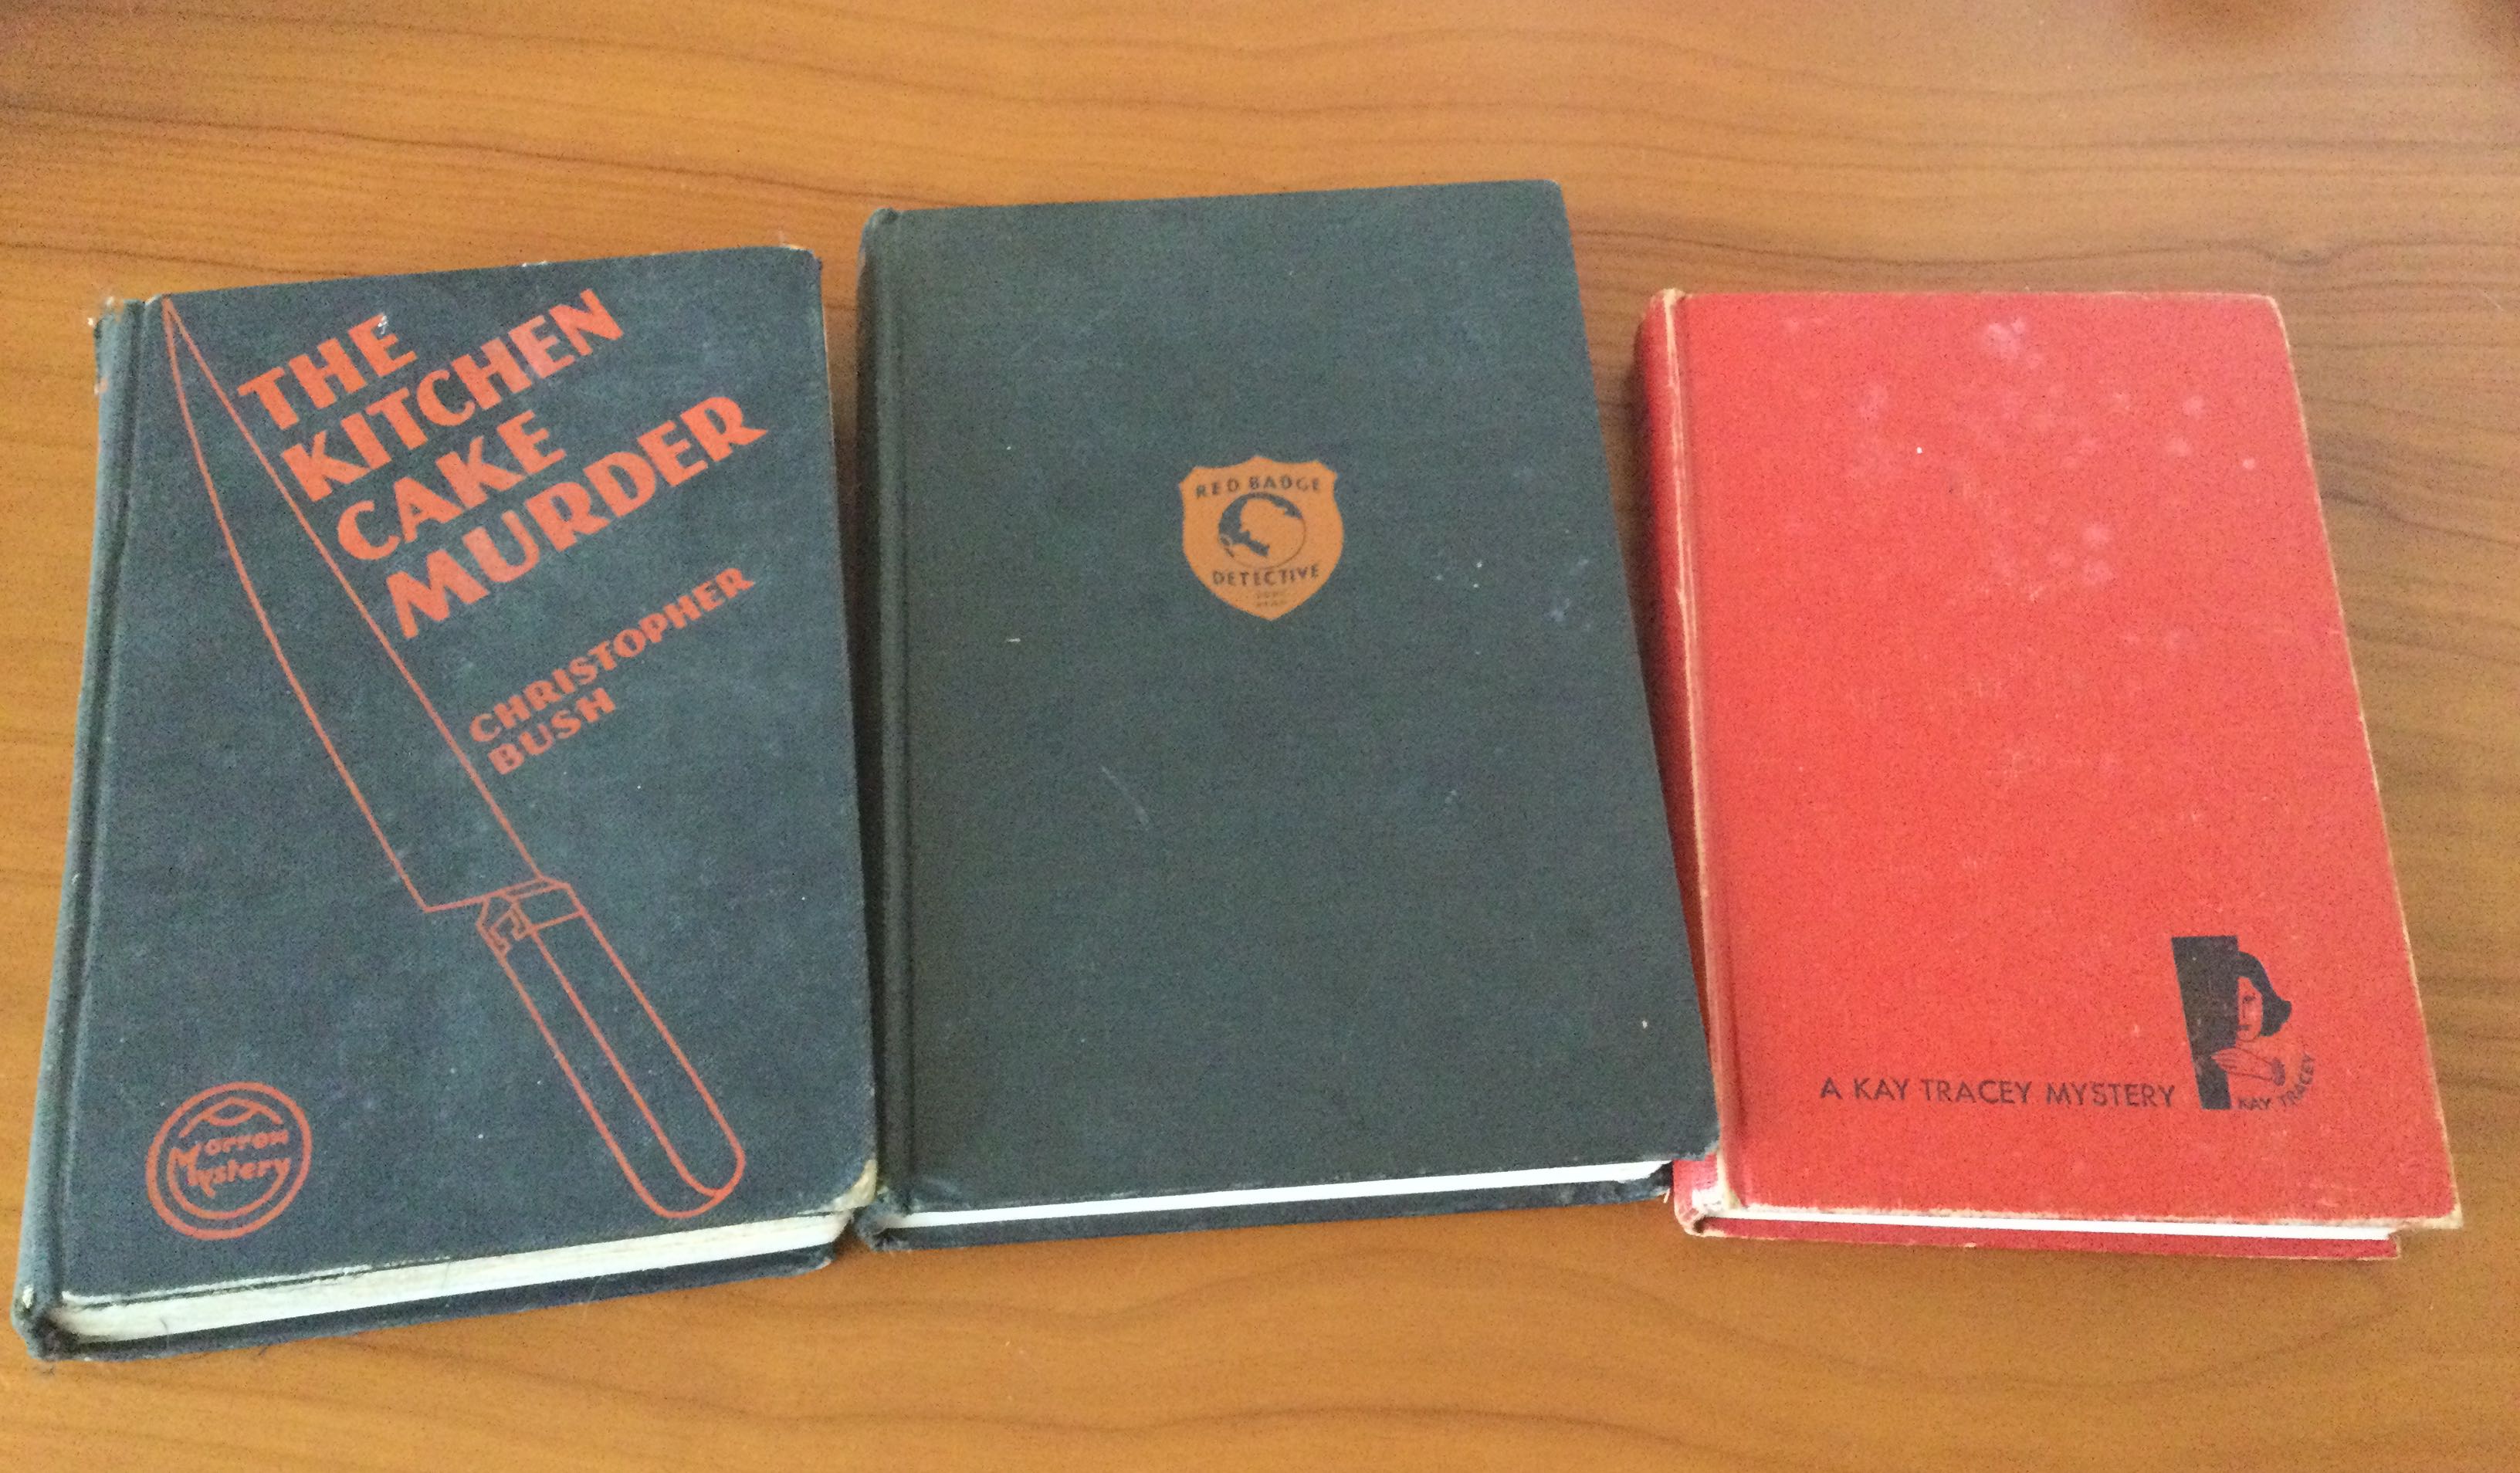 THE
KITCHEN
CAKE
MURDER
CHRISTOPHER
BUSH
Morrow
Mystery
RED BADGE
DETECTIVE
A KAY TRACEY MYSTERY
KAY TRACEY